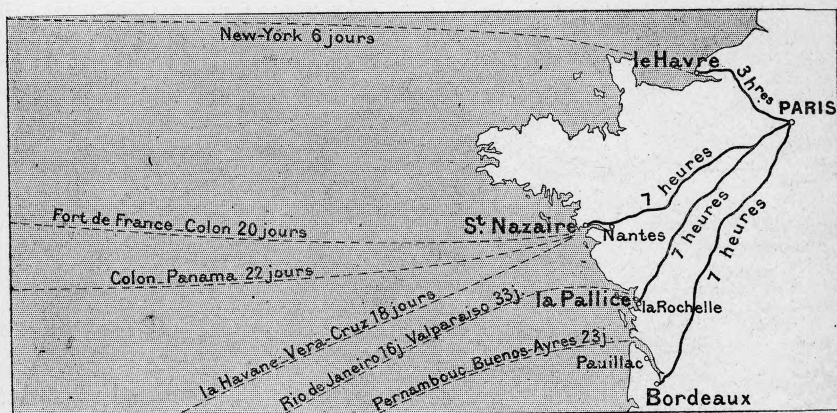 New-York 6 jours
le Havre
3 hres
PARIS
7 heures
Fort de France_Colon 20 jours
St. Nazaire
Nantes
7 heures
7 heures
Colon_Panama 22 jours
la Havane_Vera-Cruz 18 jours
la Pallice
la Rochelle
Rio de Janeiro 16j. Valparaiso 33j.
Pernambouc_Buenos-Ayres 23j.
Pauillac
Bordeaux